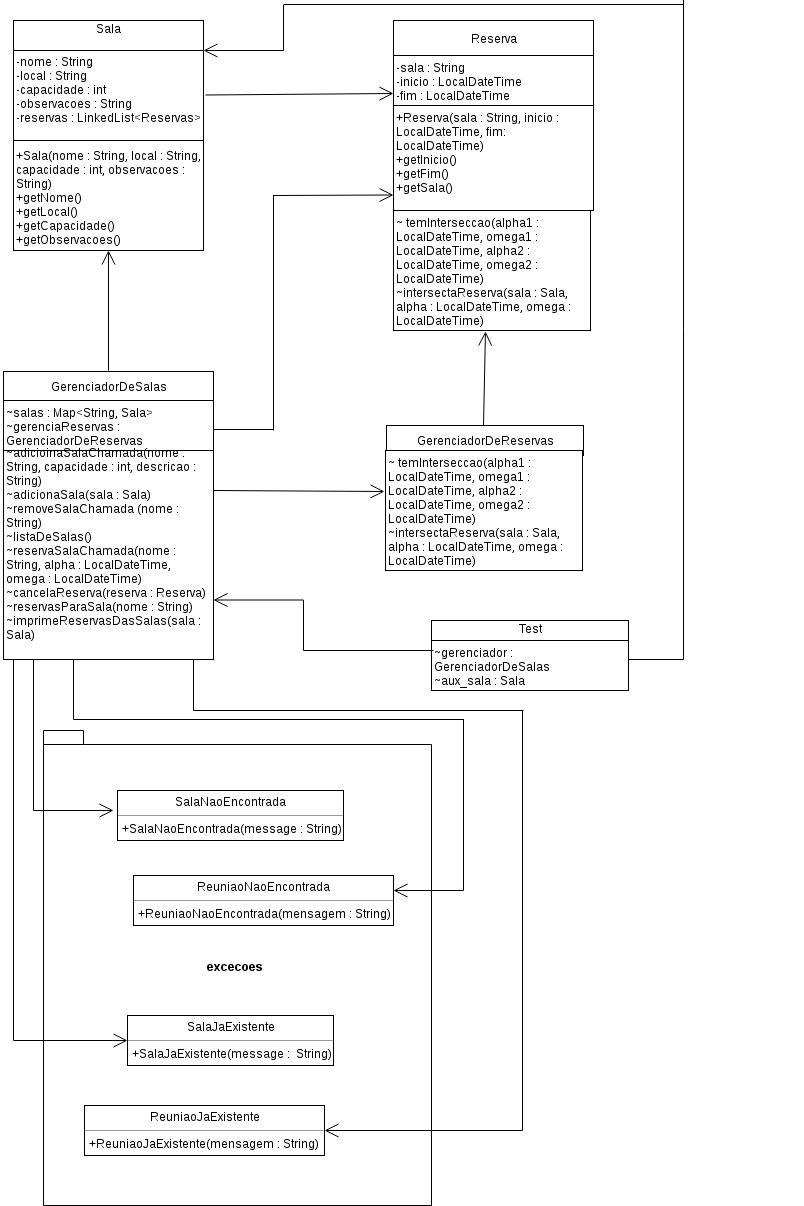 Sala
-nome : String
-local : String
-capacidade : int
-observacoes : String
-reservas : LinkedList<Reservas>
+Sala(nome : String, local : String,
capacidade : int, observacoes :
String)
+getNome()
+getLocal()
+getCapacidade()
+getObservacoes()
Reserva
-sala : String
-inicio : LocalDateTime
-fim : LocalDateTime
+Reserva(sala : String, inicio :
LocalDateTime, fim:
LocalDateTime)
+getInicio()
+getFim()
+getSala()
~ temInterseccao(alpha1 :
LocalDateTime, omega1 :
LocalDateTime, alpha2 :
LocalDateTime, omega2 :
LocalDateTime)
~intersectaReserva(sala : Sala,
alpha : LocalDateTime, omega :
LocalDateTime)
GerenciadorDeSalas
~salas : Map<String, Sala>
~gerenciaReservas :
GerenciadorDeReservas
~adicioinaSalaChamada(nome :
String, capacidade : int, descricao :
String)
~adicionaSala(sala : Sala)
~removeSalaChamada (nome :
String)
~listaDeSalas()
~reservaSalaChamada(nome :
String, alpha : LocalDateTime,
omega : LocalDateTime)
~cancelaReserva(reserva : Reserva)
~reservasParaSala(nome : String)
~imprimeReservasDasSalas(sala :
Sala)
GerenciadorDeReservas
~ temInterseccao(alpha1 :
LocalDateTime, omega1 :
LocalDateTime, alpha2 :
LocalDateTime, omega2 :
LocalDateTime)
~intersectaReserva(sala : Sala,
alpha : LocalDateTime, omega :
LocalDateTime)
Test
~gerenciador :
GerenciadorDeSalas
~aux_sala : Sala
SalaNaoEncontrada
+SalaNaoEncontrada(message : String)
ReuniaoNaoEncontrada
+ReuniaoNaoEncontrada(mensagem : String)
excecoes
SalaJaExistente
+SalaJaExistente(message :  String)
ReuniaoJaExistente
+ReuniaoJaExistente(mensagem : String)